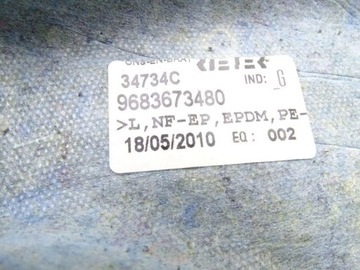 34734C IND: G
9683673480
>L,NF-EP,EPDM,PE-
18/05/2010 EQ: 002